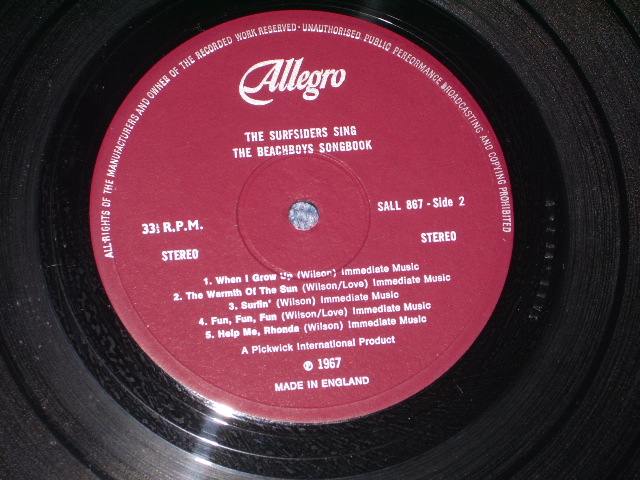 ALL RIGHTS OF THE MANUFACTURERS AND OWNER OF THE RECORDED WORK RESERVED · UNAUTHORISED PUBLIC PERFORMANCE BROADCASTING AND COPYING PROHIBITED
Allegro
THE SURFSIDERS SING
THE BEACHBOYS SONGBOOK
SALL 867 - Side 2
33⅓ R.P.M.
STEREO STEREO
1. When I Grow Up (Wilson) Immediate Music
2. The Warmth Of The Sun (Wilson/Love) Immediate Music
3. Surfin' (Wilson) Immediate Music
4. Fun, Fun, Fun (Wilson/Love) Immediate Music
5. Help Me, Rhonda (Wilson) Immediate Music
A Pickwick International Product
℗ 1967
MADE IN ENGLAND